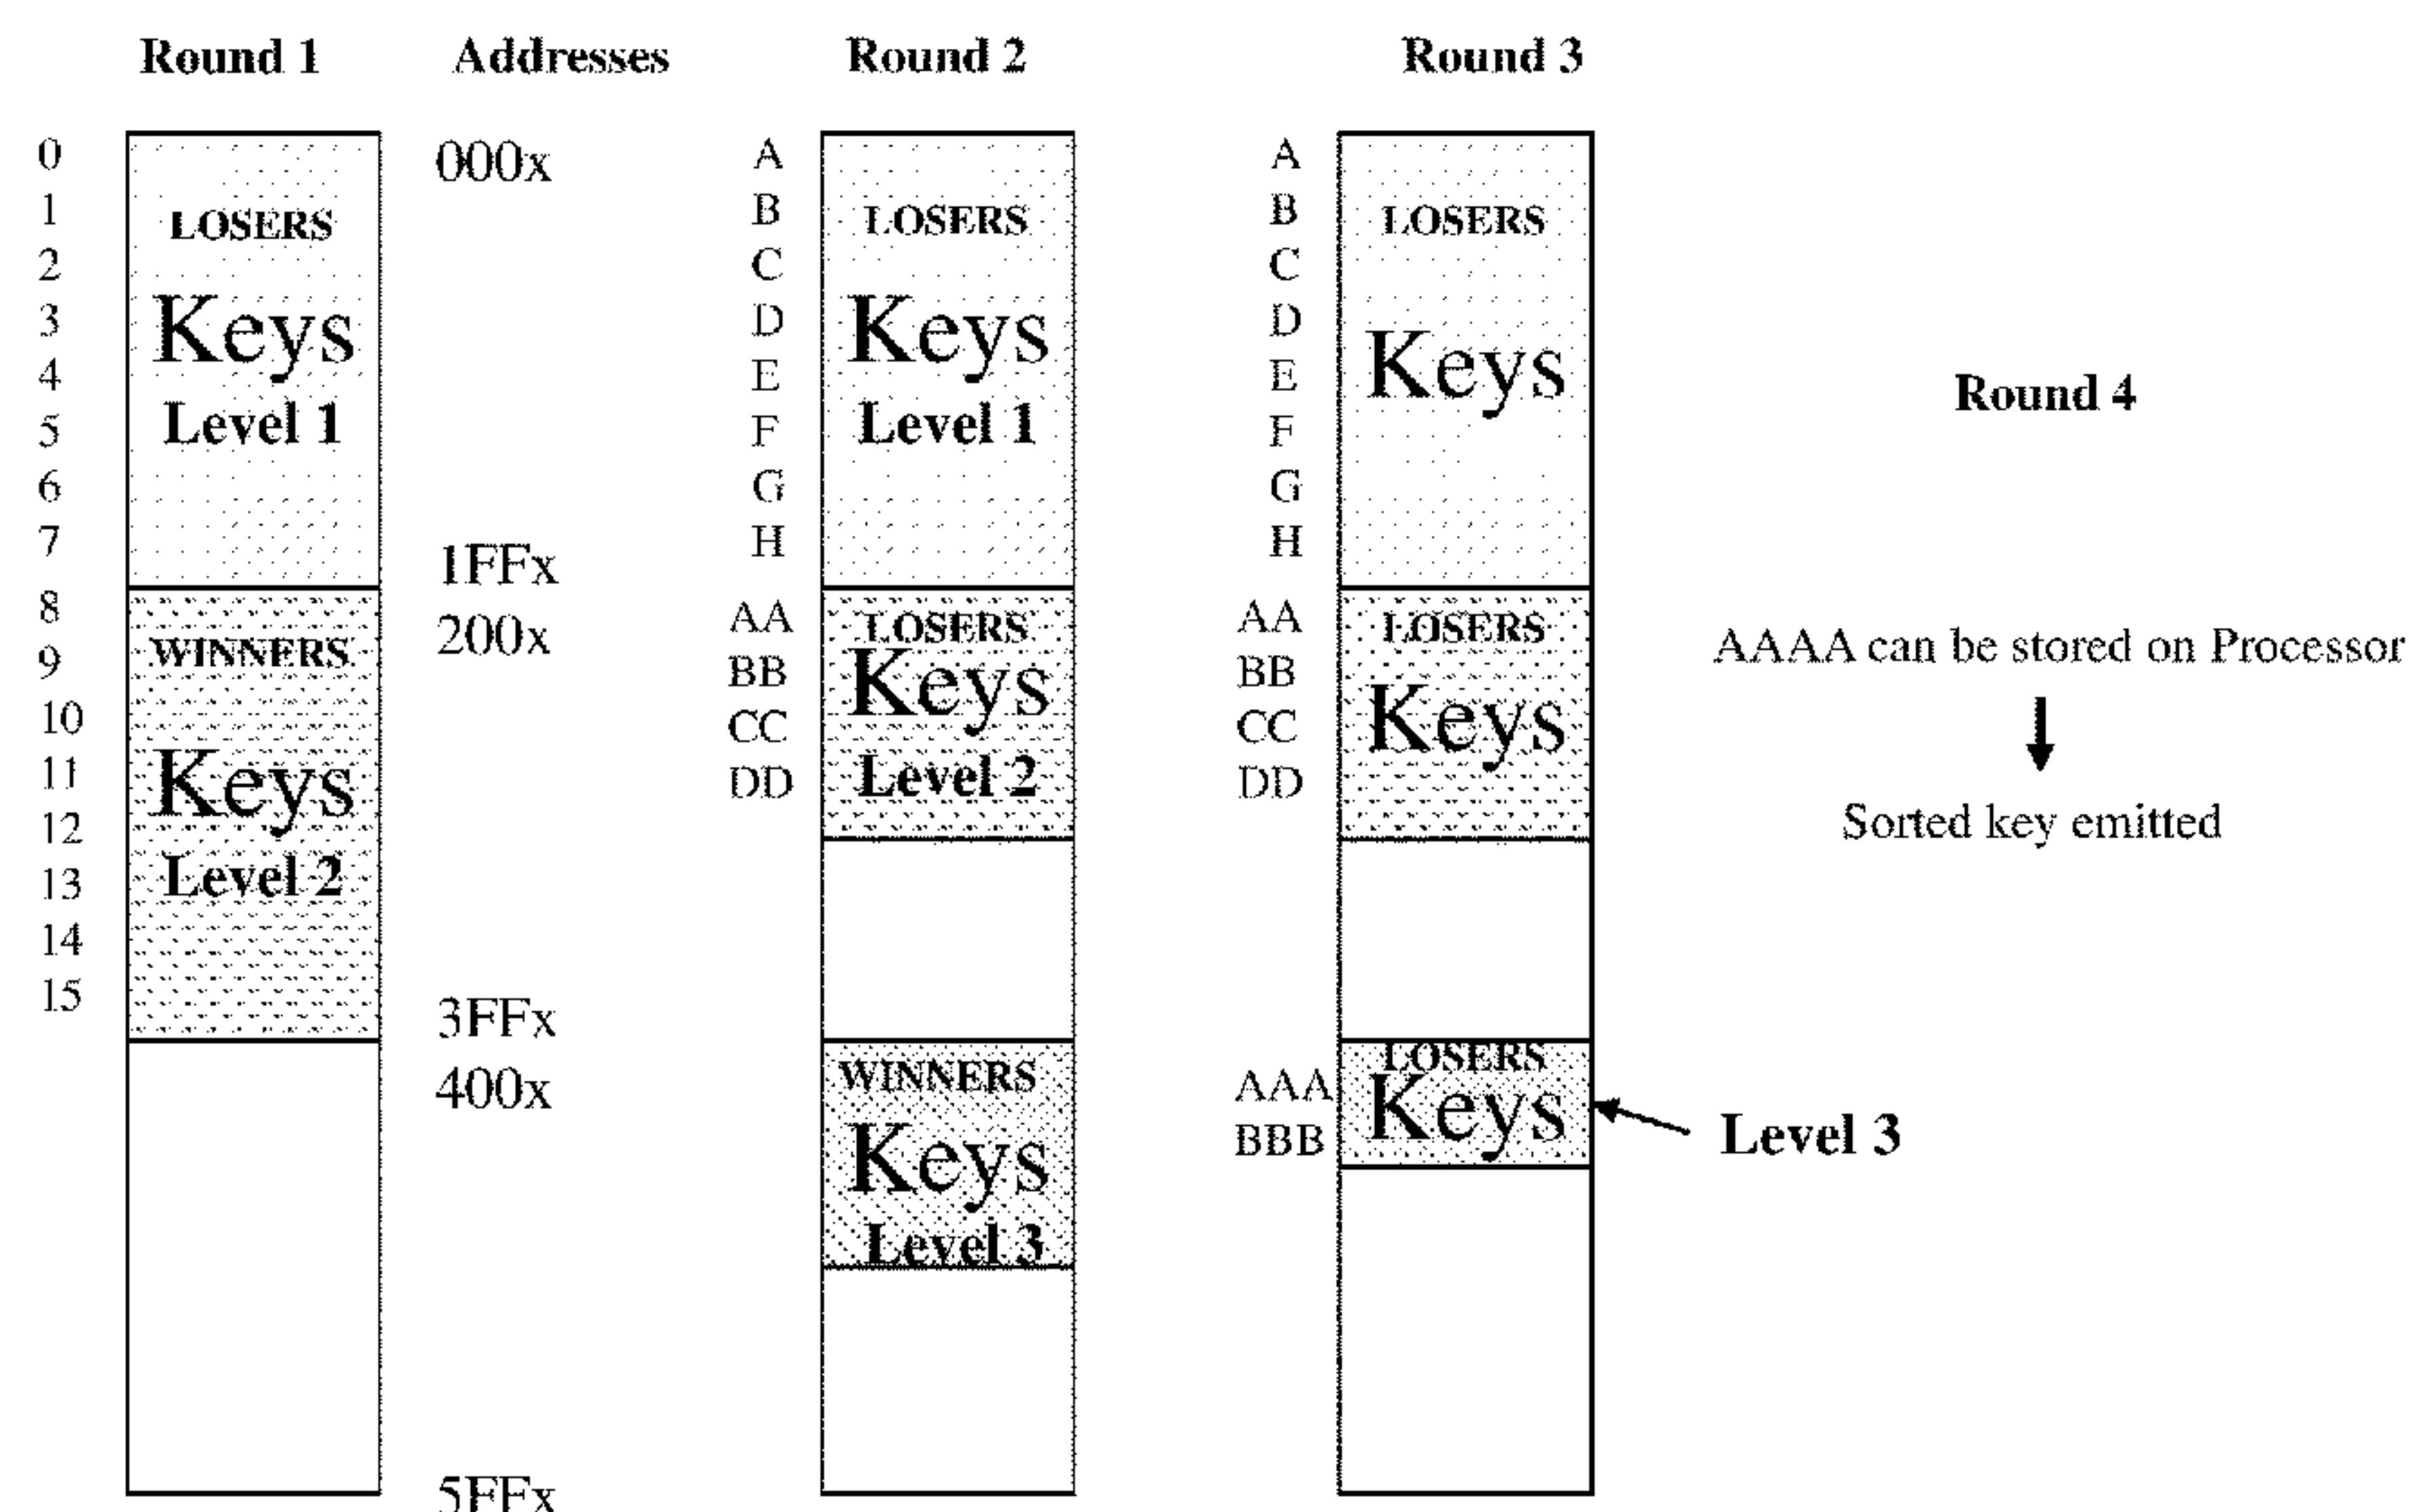 Round 1
Addresses
Round 2
Round 3
0
1
2
3
4
5
6
7
8
9
10
11
12
13
14
15
LOSERS
Keys
Level 1
WINNERS
Keys
Level 2
000x
1FFx
200x
3FFx
400x
5FFx
A
B
C
D
E
F
G
H
AA
BB
CC
DD
LOSERS
Keys
Level 1
LOSERS
Keys
Level 2
WINNERS
Keys
Level 3
A
B
C
D
E
F
G
H
AA
BB
CC
DD
AAA
BBB
LOSERS
Keys
LOSERS
Keys
LOSERS
Keys
Level 3
Round 4
AAAA can be stored on Processor
Sorted key emitted